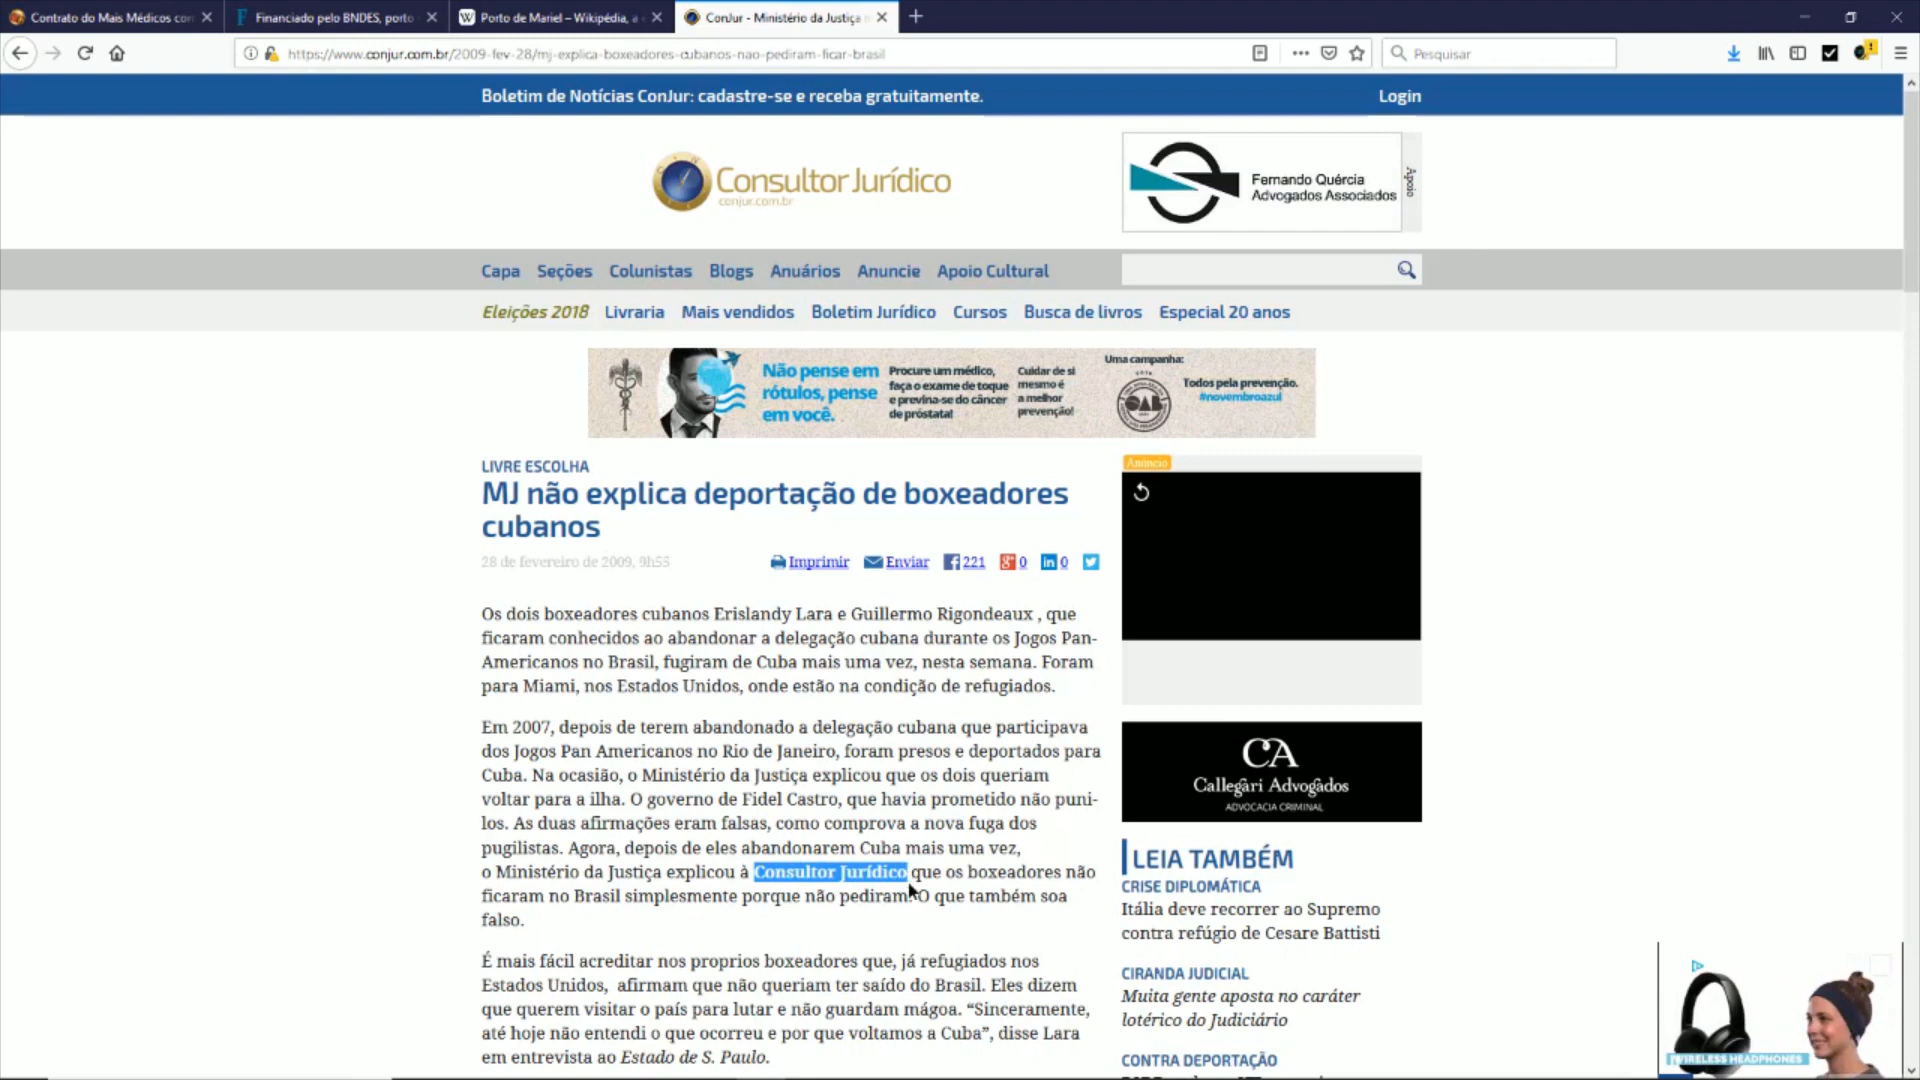 Contrato do Mais Médicos con
Financiado pelo BNDES, porto
Porto de Mariel – Wikipédia, a e
ConJur - Ministério da Justiça n
https://www.conjur.com.br/2009-fev-28/mj-explica-boxeadores-cubanos-nao-pediram-ficar-brasil
Pesquisar
Boletim de Notícias ConJur: cadastre-se e receba gratuitamente.
Login
Consultor Jurídico
conjur.com.br
Fernando Quércia
Advogados Associados
Apoio
Capa Seções Colunistas Blogs Anuários Anuncie Apoio Cultural
Eleições 2018 Livraria Mais vendidos Boletim Jurídico Cursos Busca de livros Especial 20 anos
Não pense em
rótulos, pense
em você.
Procure um médico,
faça o exame de toque
e previna-se do câncer
de próstata!
Cuidar de si
mesmo é
a melhor
prevenção!
Uma campanha:
OAB
Todos pela prevenção.
#novembroazul
LIVRE ESCOLHA
MJ não explica deportação de boxeadores
cubanos
28 de fevereiro de 2009, 9h55
Imprimir Enviar 221 0 0
Os dois boxeadores cubanos Erislandy Lara e Guillermo Rigondeaux , que
ficaram conhecidos ao abandonar a delegação cubana durante os Jogos Pan-
Americanos no Brasil, fugiram de Cuba mais uma vez, nesta semana. Foram
para Miami, nos Estados Unidos, onde estão na condição de refugiados.
Em 2007, depois de terem abandonado a delegação cubana que participava
dos Jogos Pan Americanos no Rio de Janeiro, foram presos e deportados para
Cuba. Na ocasião, o Ministério da Justiça explicou que os dois queriam
voltar para a ilha. O governo de Fidel Castro, que havia prometido não puni-
los. As duas afirmações eram falsas, como comprova a nova fuga dos
pugilistas. Agora, depois de eles abandonarem Cuba mais uma vez,
o Ministério da Justiça explicou à Consultor Jurídico que os boxeadores não
ficaram no Brasil simplesmente porque não pediram. O que também soa
falso.
É mais fácil acreditar nos proprios boxeadores que, já refugiados nos
Estados Unidos, afirmam que não queriam ter saído do Brasil. Eles dizem
que querem visitar o país para lutar e não guardam mágoa. “Sinceramente,
até hoje não entendi o que ocorreu e por que voltamos a Cuba”, disse Lara
em entrevista ao Estado de S. Paulo.
Anúncio
CA
Callegari Advogados
ADVOCACIA CRIMINAL
LEIA TAMBÉM
CRISE DIPLOMÁTICA
Itália deve recorrer ao Supremo
contra refúgio de Cesare Battisti
CIRANDA JUDICIAL
Muita gente aposta no caráter
lotérico do Judiciário
CONTRA DEPORTAÇÃO
WIRELESS HEADPHONES